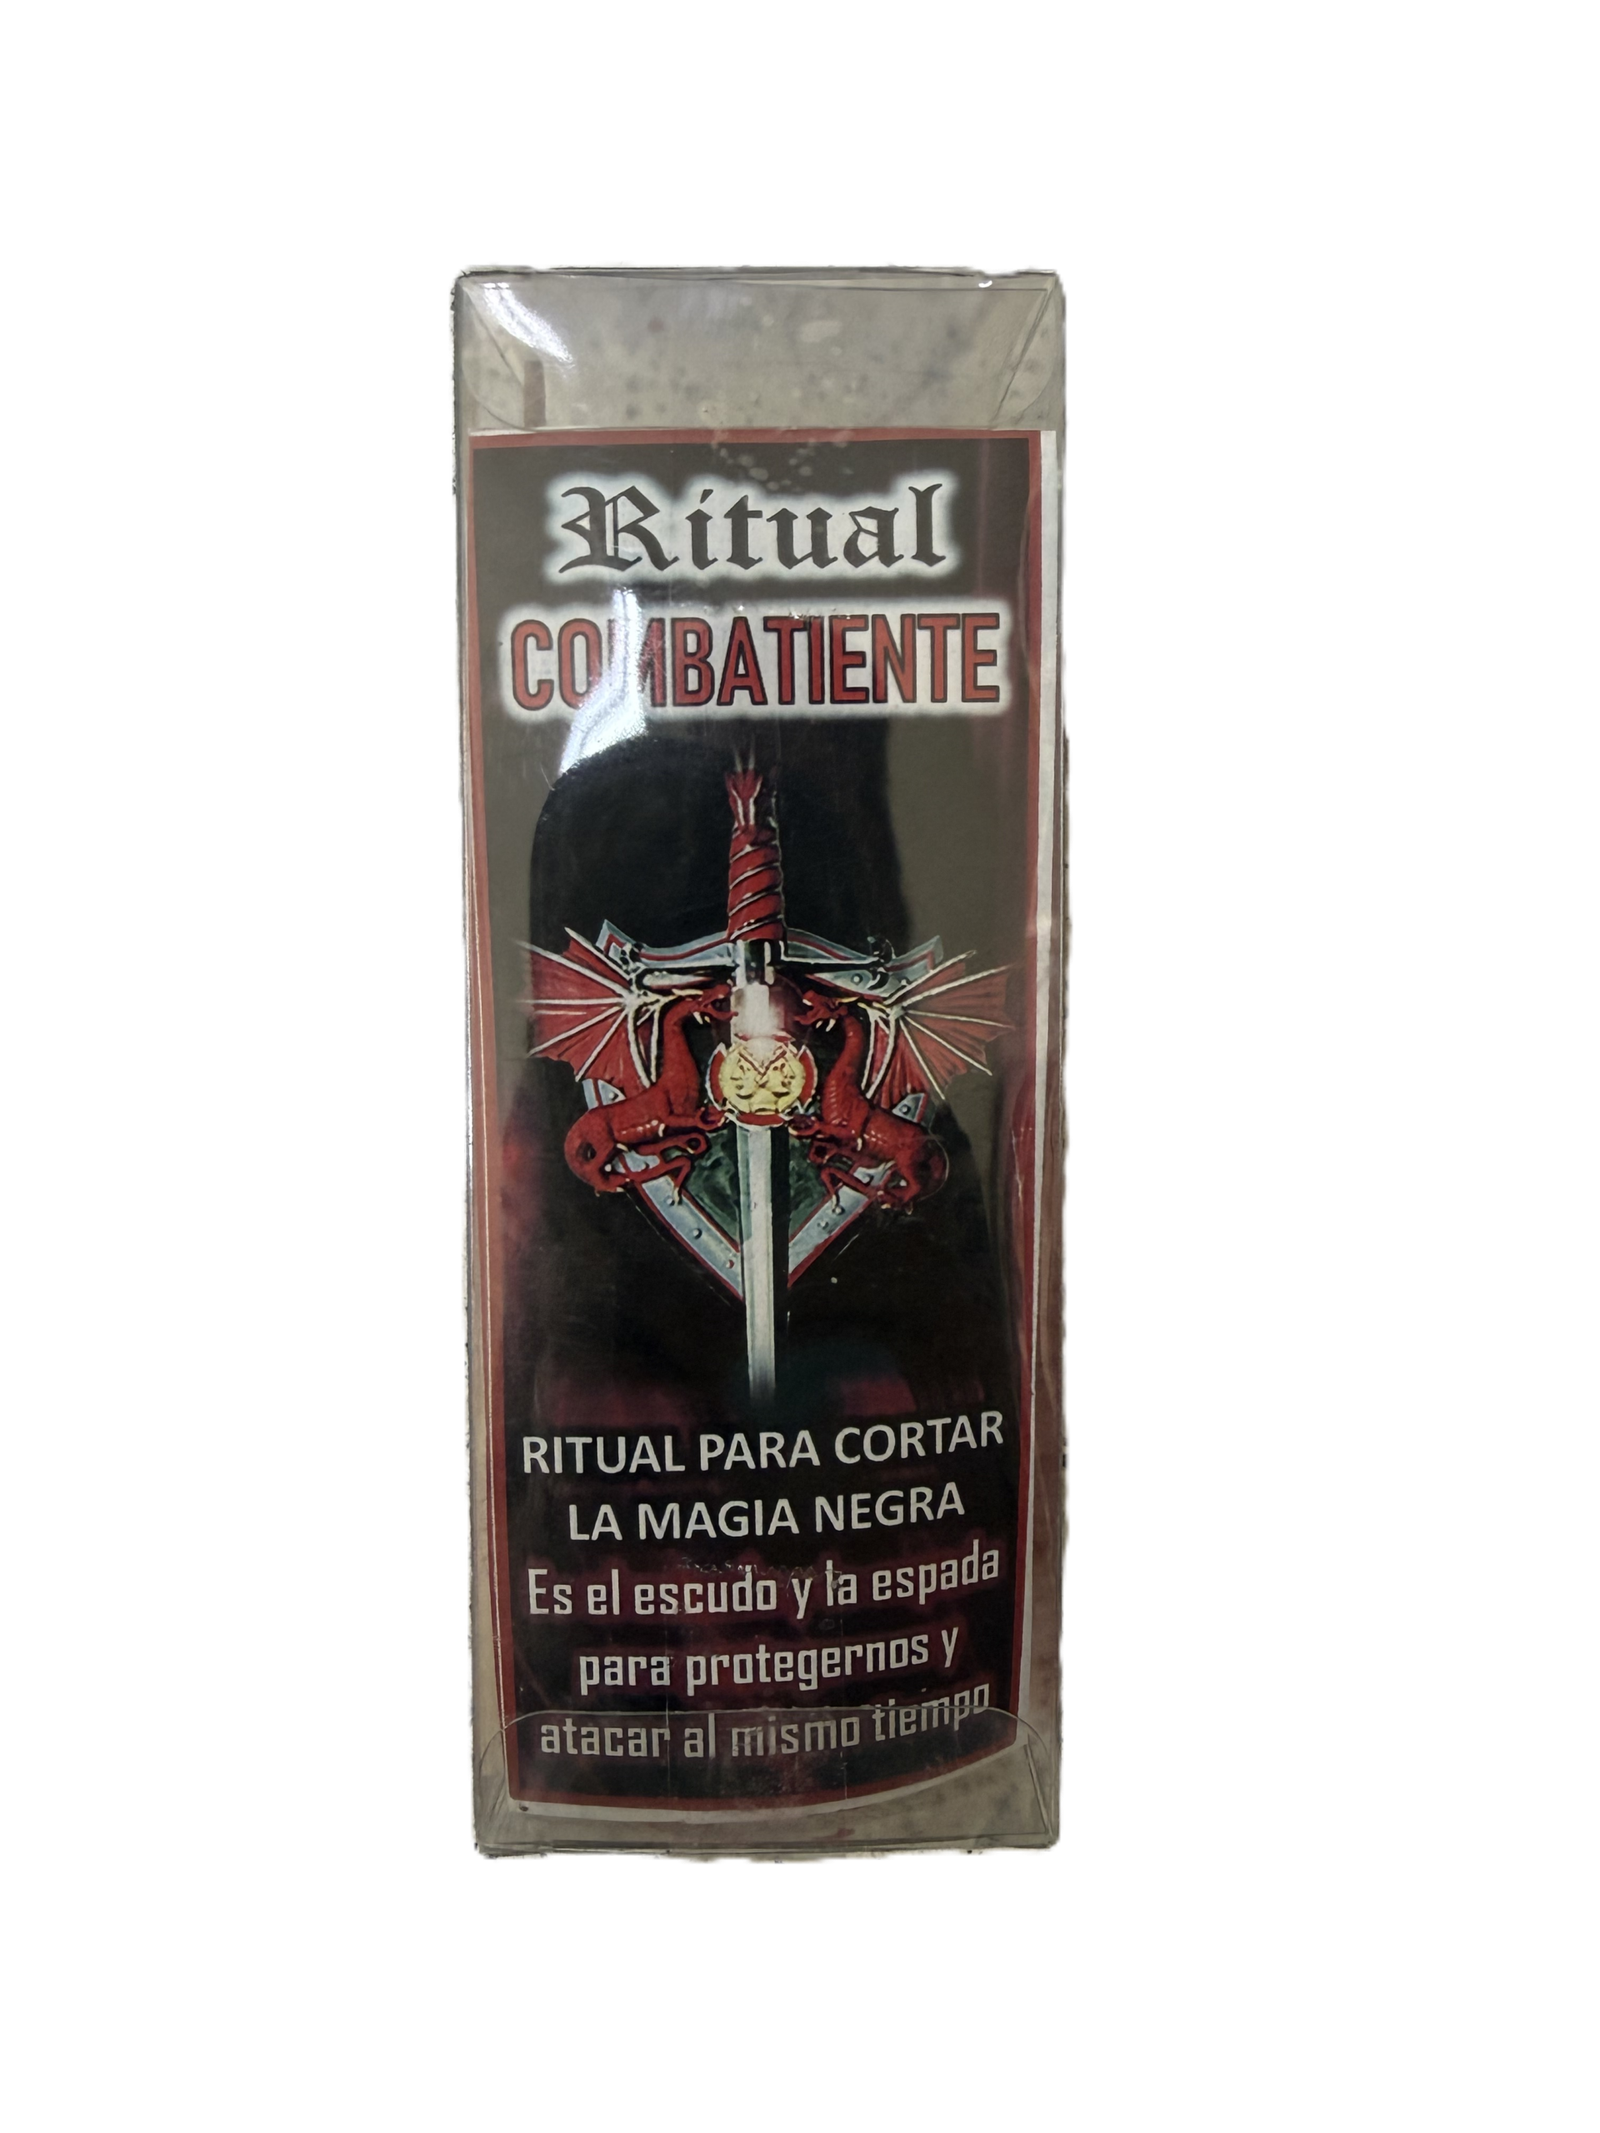 Ritual
COMBATIENTE
RITUAL PARA CORTAR
LA MAGIA NEGRA
Es el escudo y la espada
para protegernos y
atacar al mismo tiempo